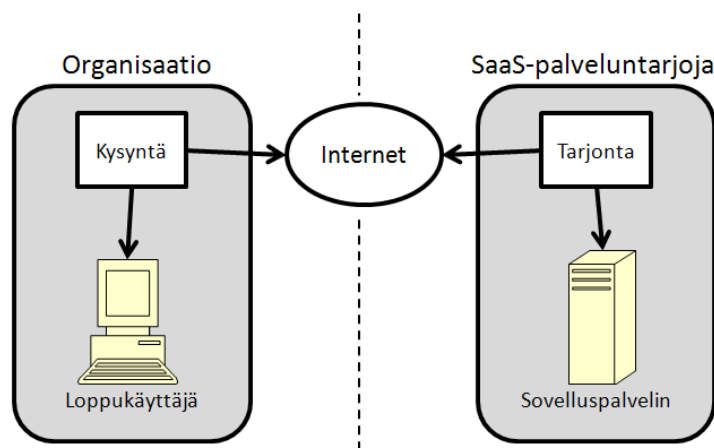 Organisaatio
SaaS-palveluntarjoja
Kysyntä
Internet
Tarjonta
Loppukäyttäjä
Sovelluspalvelin